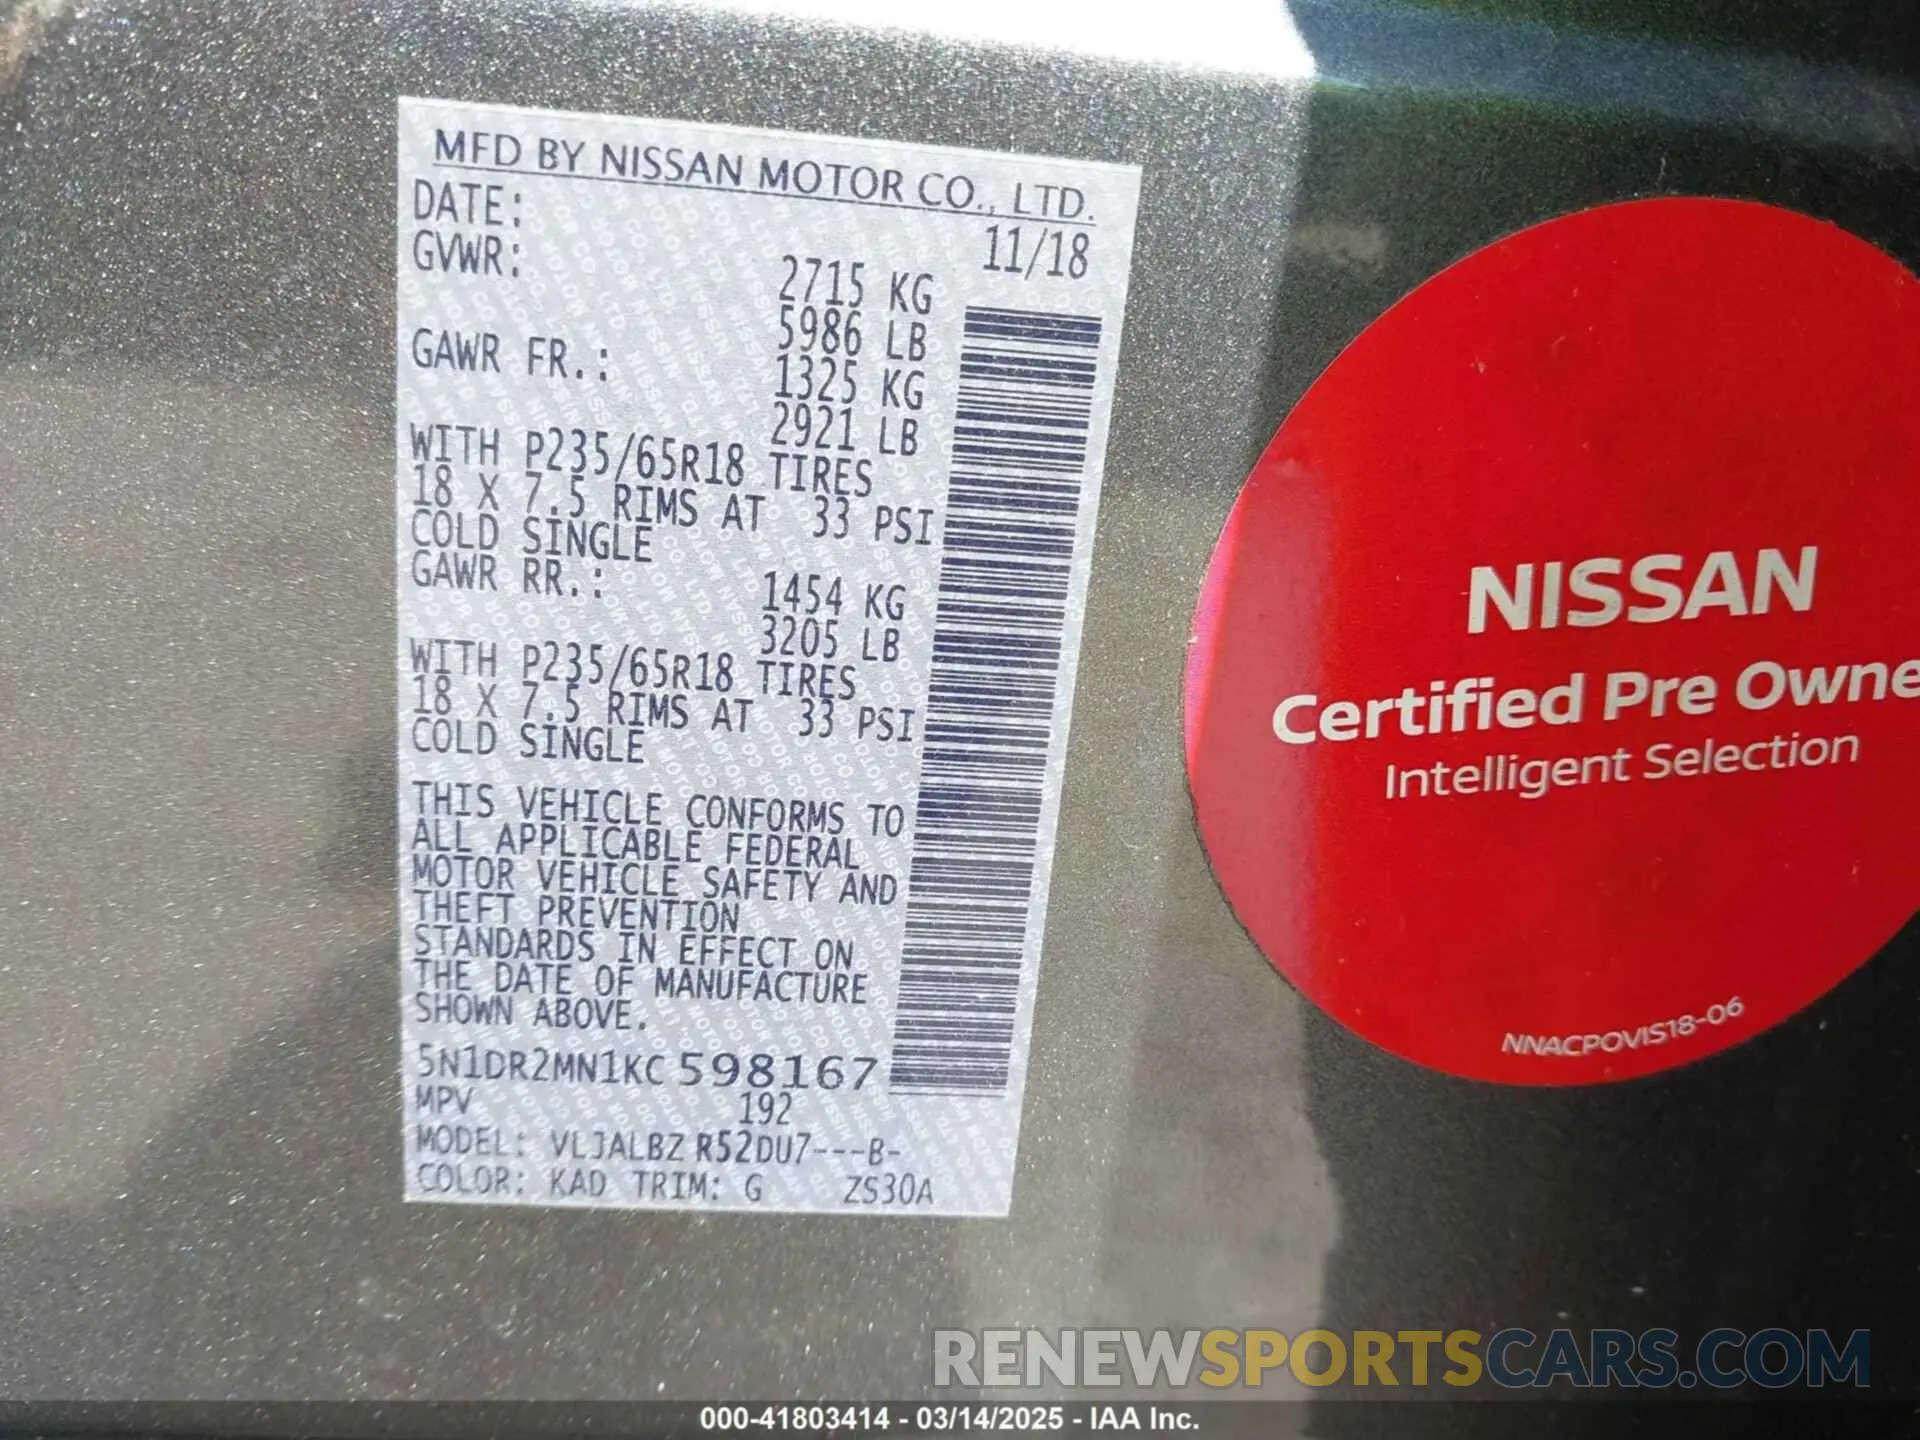 MFD BY NISSAN MOTOR CO., LTD.
DATE: 11/18
GVWR: 2715 KG
5986 LB
GAWR FR.: 1325 KG
2921 LB
WITH P235/65R18 TIRES
18 X 7.5 RIMS AT 33 PSI
COLD SINGLE
GAWR RR.: 1454 KG
3205 LB
WITH P235/65R18 TIRES
18 X 7.5 RIMS AT 33 PSI
COLD SINGLE
THIS VEHICLE CONFORMS TO
ALL APPLICABLE FEDERAL
MOTOR VEHICLE SAFETY AND
THEFT PREVENTION
STANDARDS IN EFFECT ON
THE DATE OF MANUFACTURE
SHOWN ABOVE.
5N1DR2MN1KC598167
MPV 192
MODEL: VLJALBZ R52DU7---B-
COLOR: KAD TRIM: G ZS30A
NISSAN
Certified Pre Owne
Intelligent Selection
NNACPOVIS18-06
RENEWSPORTSCARS.COM
000-41803414 - 03/14/2025 - IAA Inc.